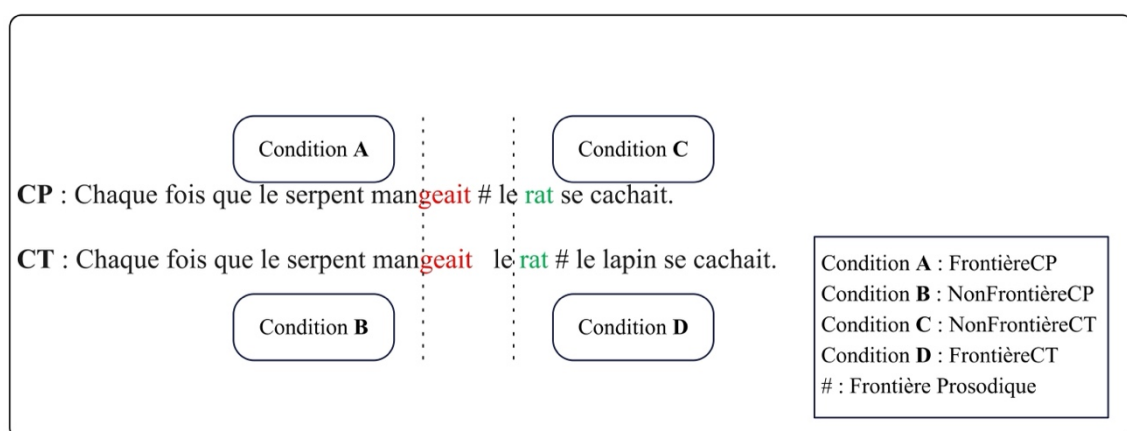 Condition A
Condition C
CP : Chaque fois que le serpent mangeait # le rat se cachait.
CT : Chaque fois que le serpent mangeait le rat # le lapin se cachait.
Condition B
Condition D
Condition A : FrontièreCP
Condition B : NonFrontièreCP
Condition C : NonFrontièreCT
Condition D : FrontièreCT
# : Frontière Prosodique